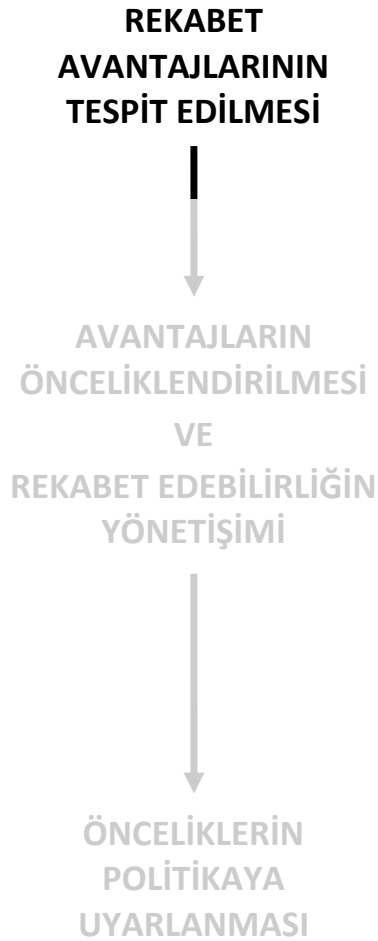 REKABET
AVANTAJLARININ
TESPİT EDİLMESİ
AVANTAJLARIN
ÖNCELİKLENDİRİLMESİ
VE
REKABET EDEBİLİRLİĞİN
YÖNETİŞİMİ
ÖNCELİKLERİN
POLİTİKAYA
UYARLANMASI